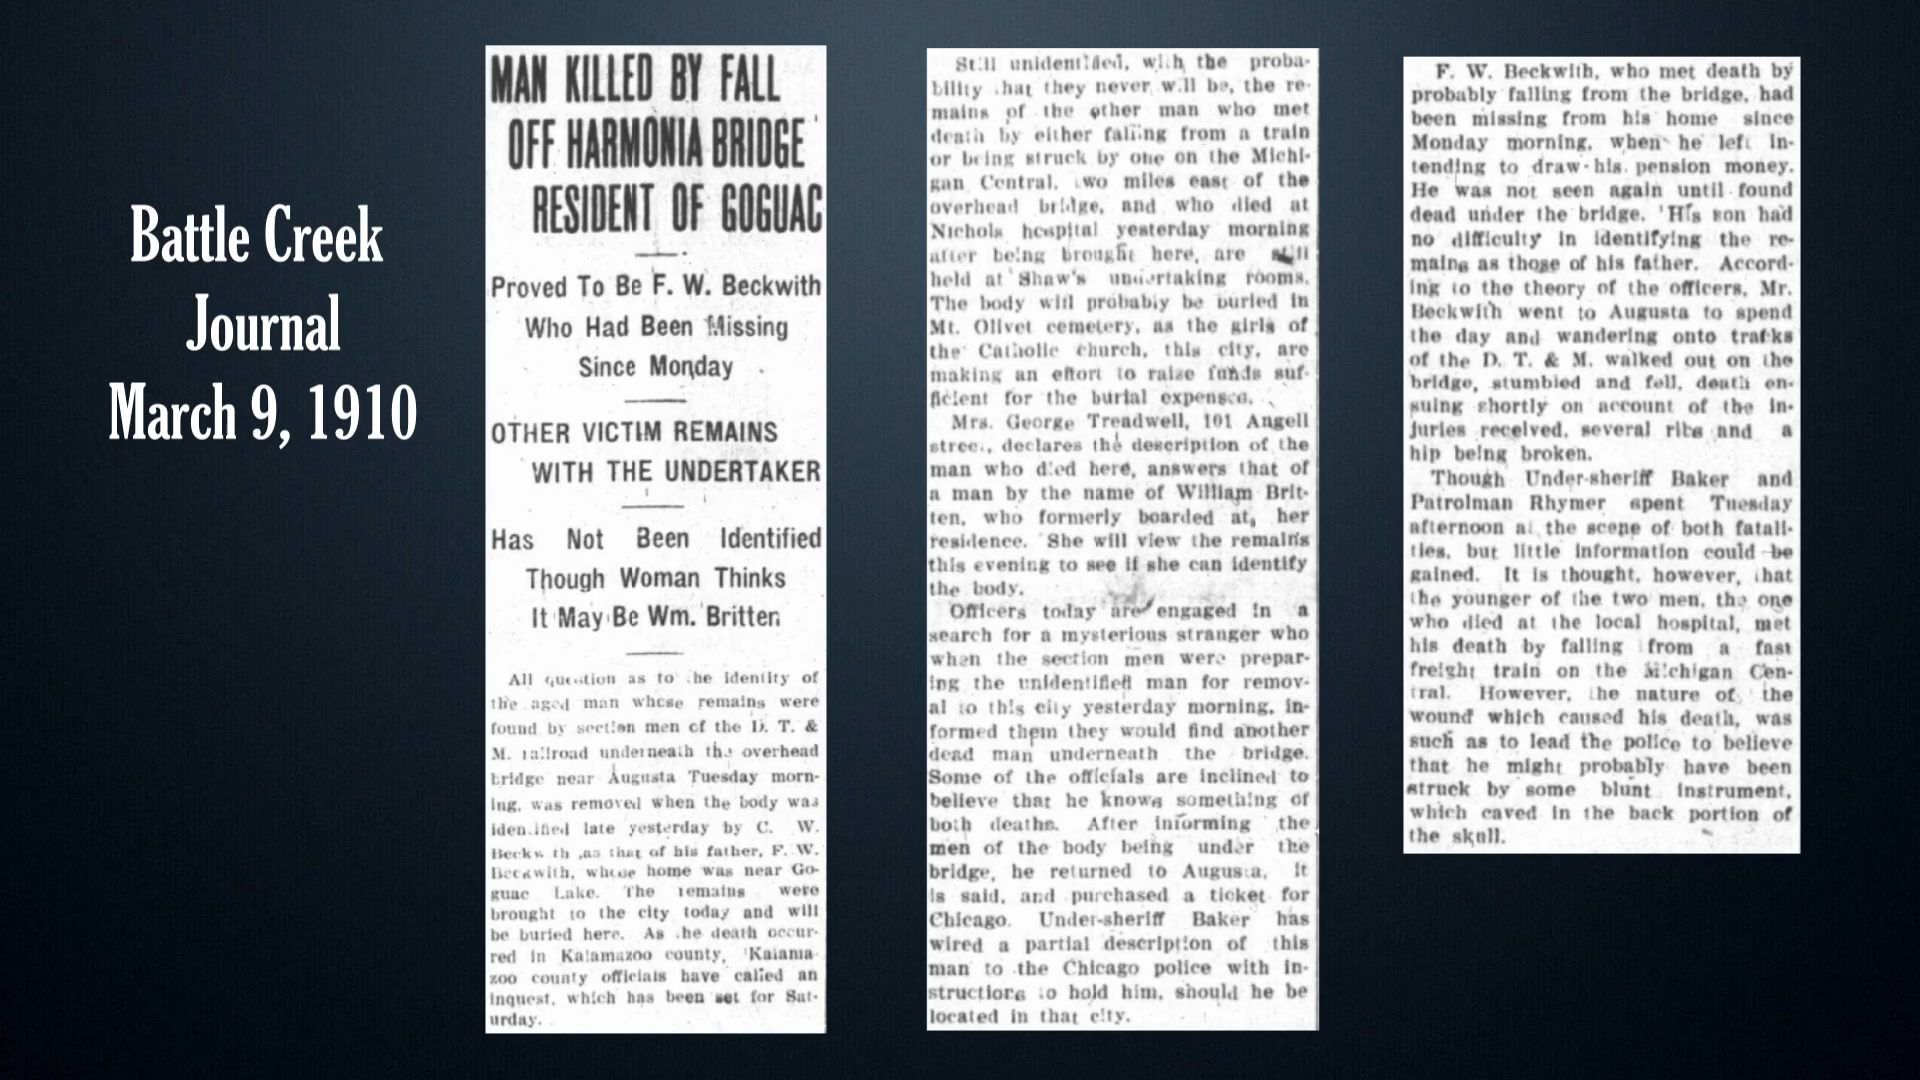 Battle Creek
Journal
March 9, 1910
MAN KILLED BY FALL
OFF HARMONIA BRIDGE
RESIDENT OF GOGUAC
Proved To Be F. W. Beckwith
Who Had Been Missing
Since Monday
OTHER VICTIM REMAINS
WITH THE UNDERTAKER
Has Not Been Identified
Though Woman Thinks
It May Be Wm. Britten
All question as to the identity of
the aged man whose remains were
found by section men of the D. T. &
M. railroad underneath the overhead
bridge near Augusta Tuesday morn-
ing, was removed when the body was
identified late yesterday by C. W.
Beckwith as that of his father, F. W.
Beckwith, whose home was near Go-
guac Lake. The remains were
brought to the city today and will
be buried here. As the death occur-
red in Kalamazoo county, Kalama-
zoo county officials have called an
inquest, which has been set for Sat-
urday.
Still unidentified, with the proba-
bility that they never will be, the re-
mains of the other man who met
death by either falling from a train
or being struck by one on the Michi-
gan Central, two miles east of the
overhead bridge, and who died at
Nichols hospital yesterday morning
after being brought here, are still
held at Shaw's undertaking rooms.
The body will probably be buried in
Mt. Olivet cemetery, as the girls of
the Catholic church, this city, are
making an effort to raise funds suf-
ficient for the burial expenses.
Mrs. George Treadwell, 101 Angell
street, declares the description of the
man who died here, answers that of
a man by the name of William Brit-
ten, who formerly boarded at her
residence. She will view the remains
this evening to see if she can identify
the body.
Officers today are engaged in a
search for a mysterious stranger who
when the section men were prepar-
ing the unidentified man for remov-
al to this city yesterday morning, in-
formed them they would find another
dead man underneath the bridge.
Some of the officials are inclined to
believe that he knows something of
both deaths. After informing the
men of the body being under the
bridge, he returned to Augusta, it
is said, and purchased a ticket for
Chicago. Under-sheriff Baker has
wired a partial description of this
man to the Chicago police with in-
structions to hold him, should he be
located in that city.
F. W. Beckwith, who met death by
probably falling from the bridge, had
been missing from his home since
Monday morning, when he left in-
tending to draw his pension money.
He was not seen again until found
dead under the bridge. His son had
no difficulty in identifying the re-
mains as those of his father. Accord-
ing to the theory of the officers, Mr.
Beckwith went to Augusta to spend
the day and wandering onto tracks
of the D. T. & M. walked out on the
bridge, stumbled and fell, death en-
suing shortly on account of the in-
juries received, several ribs and a
hip being broken.
Though Under-sheriff Baker and
Patrolman Rhymer spent Tuesday
afternoon at the scene of both fatali-
ties, but little information could be
gained. It is thought, however, that
the younger of the two men, the one
who died at the local hospital, met
his death by falling from a fast
freight train on the Michigan Cen-
tral. However, the nature of the
wound which caused his death, was
such as to lead the police to believe
that he might probably have been
struck by some blunt instrument,
which caved in the back portion of
the skull.